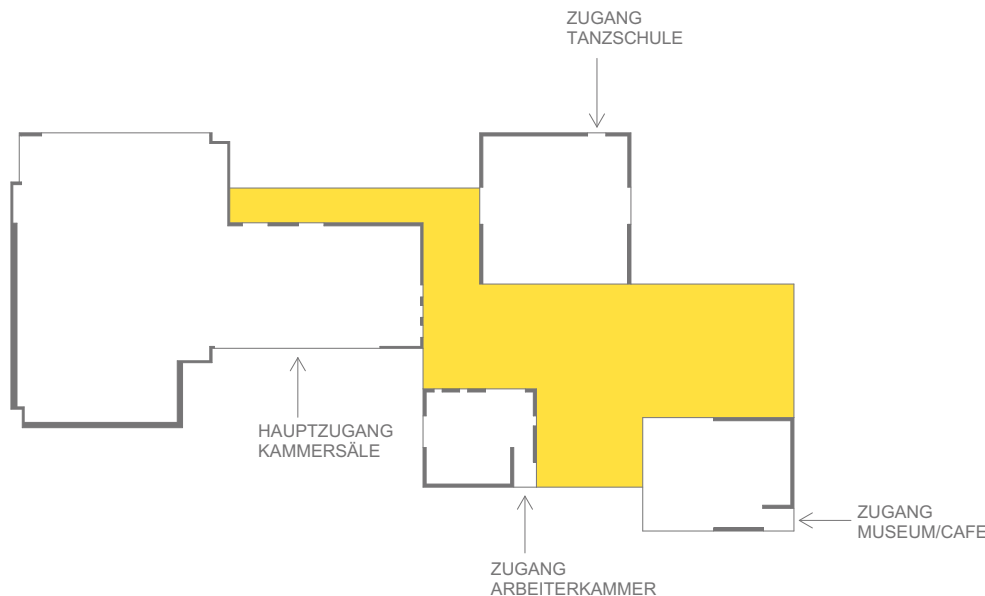 ZUGANG
TANZSCHULE
HAUPTZUGANG
KAMMERSÄLE
ZUGANG
MUSEUM/CAFE
ZUGANG
ARBEITERKAMMER